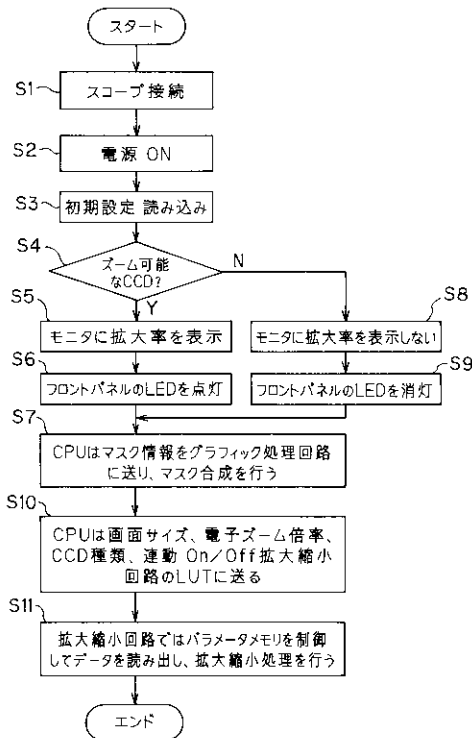 スタート
S1
スコープ接続
S2
電源 ON
S3
初期設定 読み込み
S4
ズーム可能
なCCD?
N
Y
S5
モニタに拡大率を表示
S8
モニタに拡大率を表示しない
S6
フロントパネルのLEDを点灯
S9
フロントパネルのLEDを消灯
S7
CPUはマスク情報をグラフィック処理回路
に送り、マスク合成を行う
S10
CPUは画面サイズ、電子ズーム倍率、
CCD種類、連動 On/Off拡大縮小
回路のLUTに送る
S11
拡大縮小回路ではパラメータメモリを制御
してデータを読み出し、拡大縮小処理を行う
エンド